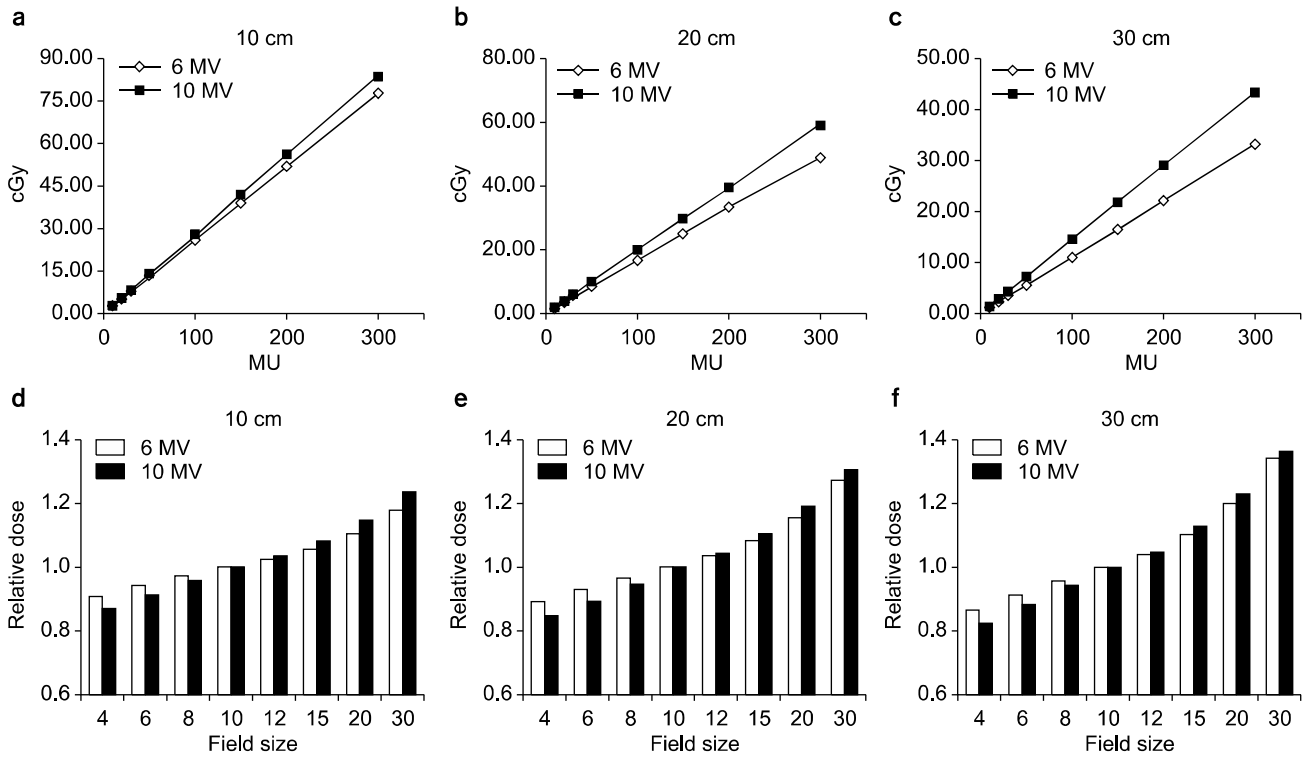 a
10 cm
90.00
75.00
60.00
45.00
30.00
15.00
0.00
cGy
6 MV
10 MV
0 100 200 300
MU
b
20 cm
80.00
60.00
40.00
20.00
0.00
cGy
6 MV
10 MV
0 100 200 300
MU
c
30 cm
50.00
40.00
30.00
20.00
10.00
0.00
cGy
6 MV
10 MV
0 100 200 300
MU
d
10 cm
1.4
1.2
1.0
0.8
0.6
Relative dose
6 MV
10 MV
4 6 8 10 12 15 20 30
Field size
e
20 cm
1.4
1.2
1.0
0.8
0.6
Relative dose
6 MV
10 MV
4 6 8 10 12 15 20 30
Field size
f
30 cm
1.4
1.2
1.0
0.8
0.6
Relative dose
6 MV
10 MV
4 6 8 10 12 15 20 30
Field size